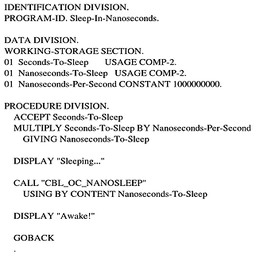 IDENTIFICATION DIVISION.
PROGRAM-ID. Sleep-In-Nanoseconds.
DATA DIVISION.
WORKING-STORAGE SECTION.
01 Seconds-To-Sleep USAGE COMP-2.
01 Nanoseconds-To-Sleep USAGE COMP-2.
01 Nanoseconds-Per-Second CONSTANT 1000000000.
PROCEDURE DIVISION.
ACCEPT Seconds-To-Sleep
MULTIPLY Seconds-To-Sleep BY Nanoseconds-Per-Second
GIVING Nanoseconds-To-Sleep
DISPLAY "Sleeping..."
CALL "CBL_OC_NANOSLEEP"
USING BY CONTENT Nanoseconds-To-Sleep
DISPLAY "Awake!"
GOBACK
.